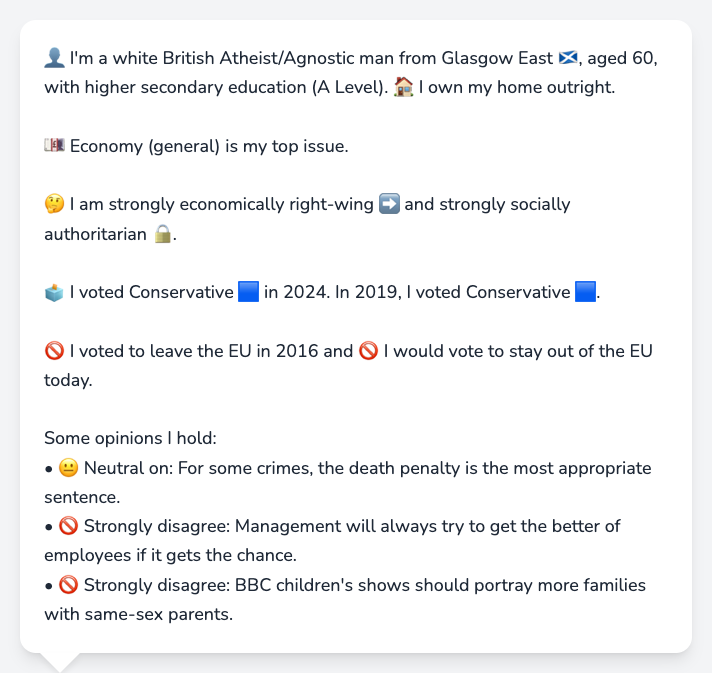 👤 I'm a white British Atheist/Agnostic man from Glasgow East 🏴󠁧󠁢󠁳󠁣󠁴󠁿, aged 60,
with higher secondary education (A Level). 🏠 I own my home outright.
💷 Economy (general) is my top issue.
🤔 I am strongly economically right-wing ➡️ and strongly socially
authoritarian 🔒.
🗳️ I voted Conservative 🟦 in 2024. In 2019, I voted Conservative 🟦.
🚫 I voted to leave the EU in 2016 and 🚫 I would vote to stay out of the EU
today.
Some opinions I hold:
• 😐 Neutral on: For some crimes, the death penalty is the most appropriate
sentence.
• 🚫 Strongly disagree: Management will always try to get the better of
employees if it gets the chance.
• 🚫 Strongly disagree: BBC children's shows should portray more families
with same-sex parents.